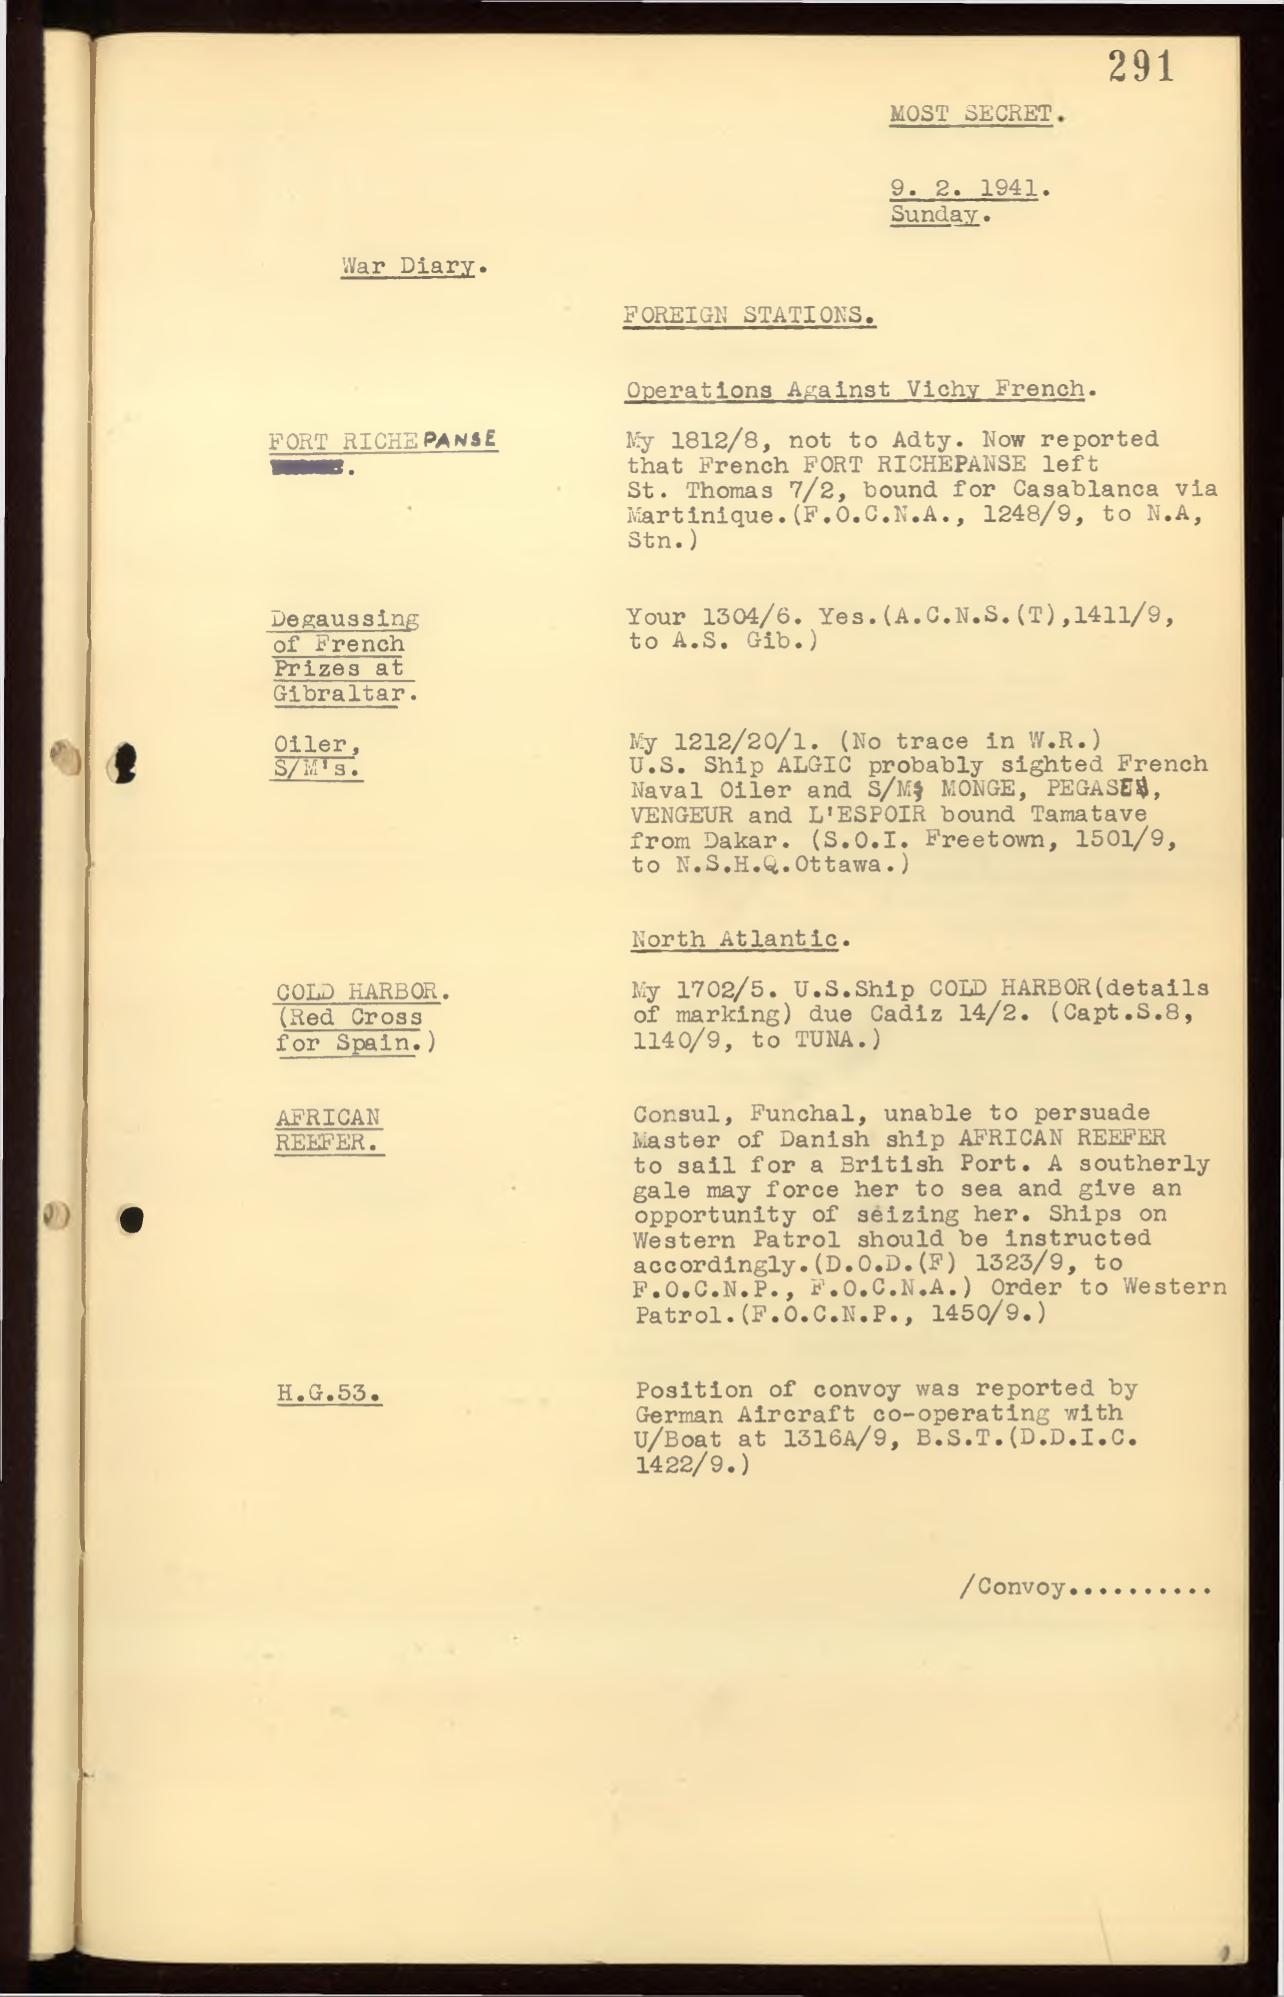 291
MOST SECRET.
9. 2. 1941.
Sunday.
War Diary.
FOREIGN STATIONS.
Operations Against Vichy French.
FORT RICHEPANSE
.
My 1812/8, not to Adty. Now reported
that French FORT RICHEPANSE left
St. Thomas 7/2, bound for Casablanca via
Martinique.(F.O.C.N.A., 1248/9, to N.A,
Stn.)
Degaussing
of French
Prizes at
Gibraltar.
Your 1304/6. Yes.(A.C.N.S.(T),1411/9,
to A.S. Gib.)
Oiler,
S/M's.
My 1212/20/1. (No trace in W.R.)
U.S. Ship ALGIC probably sighted French
Naval Oiler and S/Ms MONGE, PEGASE,
VENGEUR and L'ESPOIR bound Tamatave
from Dakar. (S.O.I. Freetown, 1501/9,
to N.S.H.Q.Ottawa.)
North Atlantic.
COLD HARBOR.
(Red Cross
for Spain.)
My 1702/5. U.S.Ship COLD HARBOR(details
of marking) due Cadiz 14/2. (Capt.S.8,
1140/9, to TUNA.)
AFRICAN
REEFER.
Consul, Funchal, unable to persuade
Master of Danish ship AFRICAN REEFER
to sail for a British Port. A southerly
gale may force her to sea and give an
opportunity of seizing her. Ships on
Western Patrol should be instructed
accordingly.(D.O.D.(F) 1323/9, to
F.O.C.N.P., F.O.C.N.A.) Order to Western
Patrol.(F.O.C.N.P., 1450/9.)
H.G.53.
Position of convoy was reported by
German Aircraft co-operating with
U/Boat at 1316A/9, B.S.T.(D.D.I.C.
1422/9.)
/Convoy..........